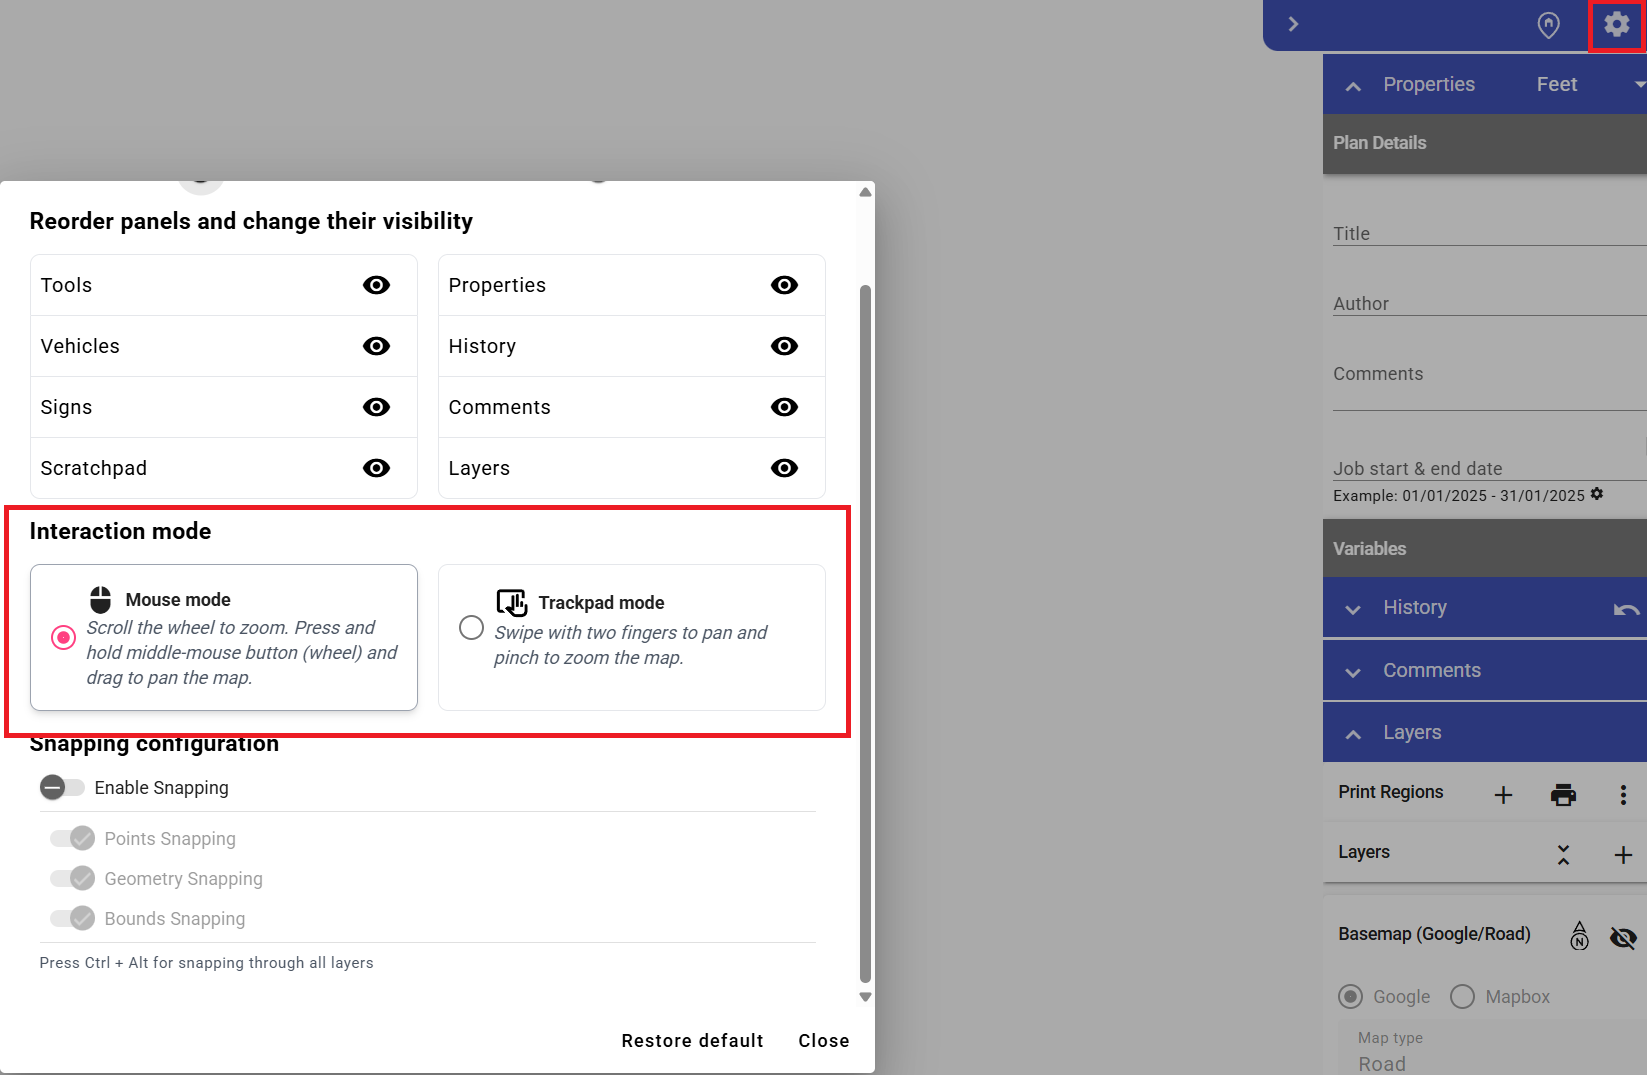 Properties
Feet
Plan Details
Title
Author
Comments
Job start & end date
Example: 01/01/2025 - 31/01/2025
Variables
History
Comments
Layers
Print Regions
Layers
Basemap (Google/Road)
N
Google
Mapbox
Map type
Road
Reorder panels and change their visibility
Tools
Properties
Vehicles
History
Signs
Comments
Scratchpad
Layers
Interaction mode
Mouse mode
Scroll the wheel to zoom. Press and
hold middle-mouse button (wheel) and
drag to pan the map.
Trackpad mode
Swipe with two fingers to pan and
pinch to zoom the map.
Snapping configuration
Enable Snapping
Points Snapping
Geometry Snapping
Bounds Snapping
Press Ctrl + Alt for snapping through all layers
Restore default
Close